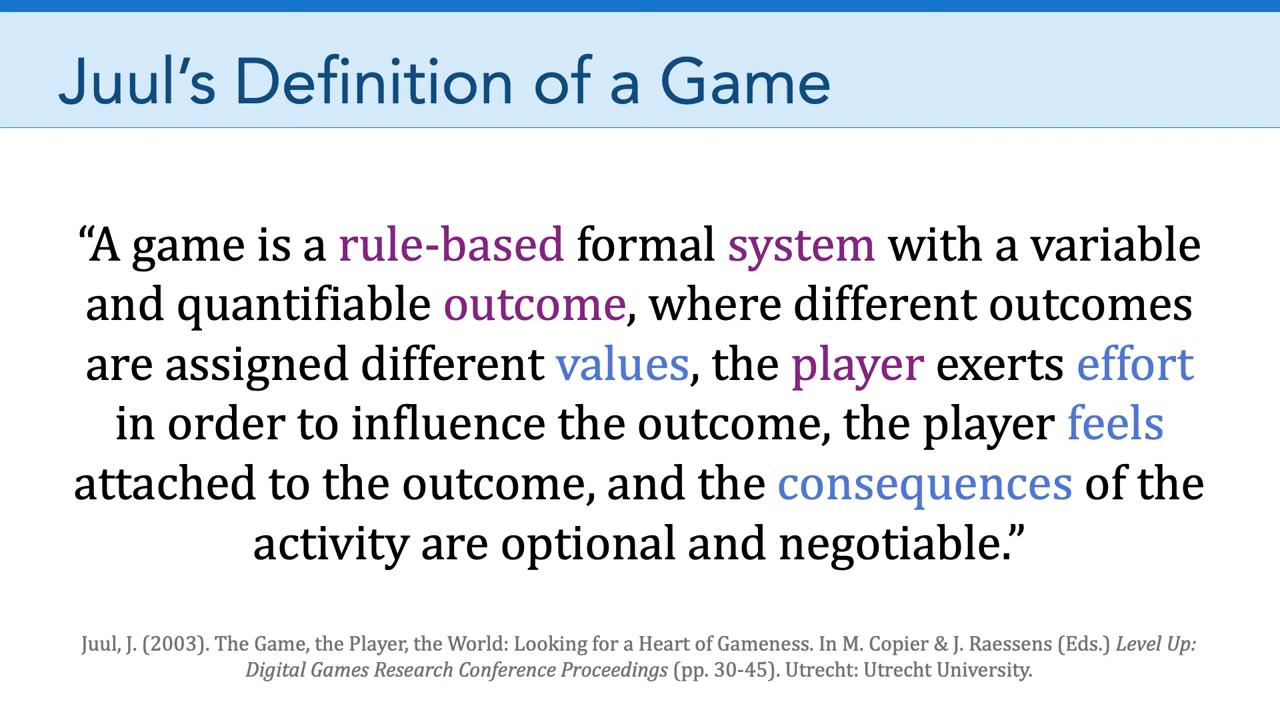 Juul’s Definition of a Game
“A game is a rule-based formal system with a variable
and quantifiable outcome, where different outcomes
are assigned different values, the player exerts effort
in order to influence the outcome, the player feels
attached to the outcome, and the consequences of the
activity are optional and negotiable.”
Juul, J. (2003). The Game, the Player, the World: Looking for a Heart of Gameness. In M. Copier & J. Raessens (Eds.) Level Up:
Digital Games Research Conference Proceedings (pp. 30-45). Utrecht: Utrecht University.